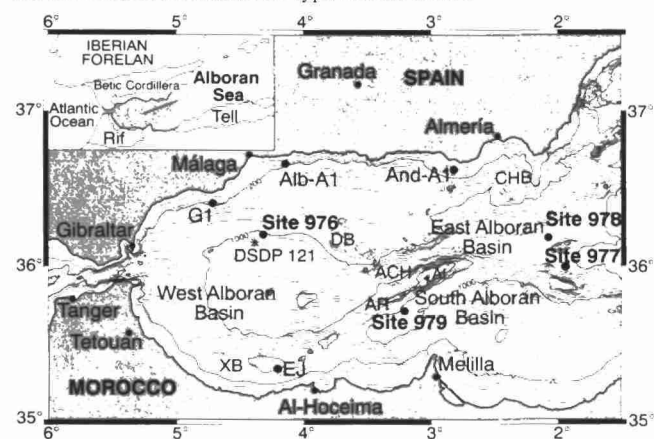 6° 5° 4° 3° 2°
IBERIAN
FORELAN
Betic Cordillera
Alboran
Sea
Atlantic
Ocean
Tell
Rif
Granada
SPAIN
37°
37°
Almería
Málaga
Alb-A1
And-A1
CHB
G1
Site 976
Site 978
Gibraltar
DB
East Alboran
Basin
1000
DSDP 121
Site 977
36°
36°
ACH
AI
West Alboran
Basin
AR
South Alboran
Basin
1000
Tanger
Site 979
Tetouan
XB
EJ
Melilla
MOROCCO
Al-Hoceima
35°
35°
6° 5° 4° 3° 2°